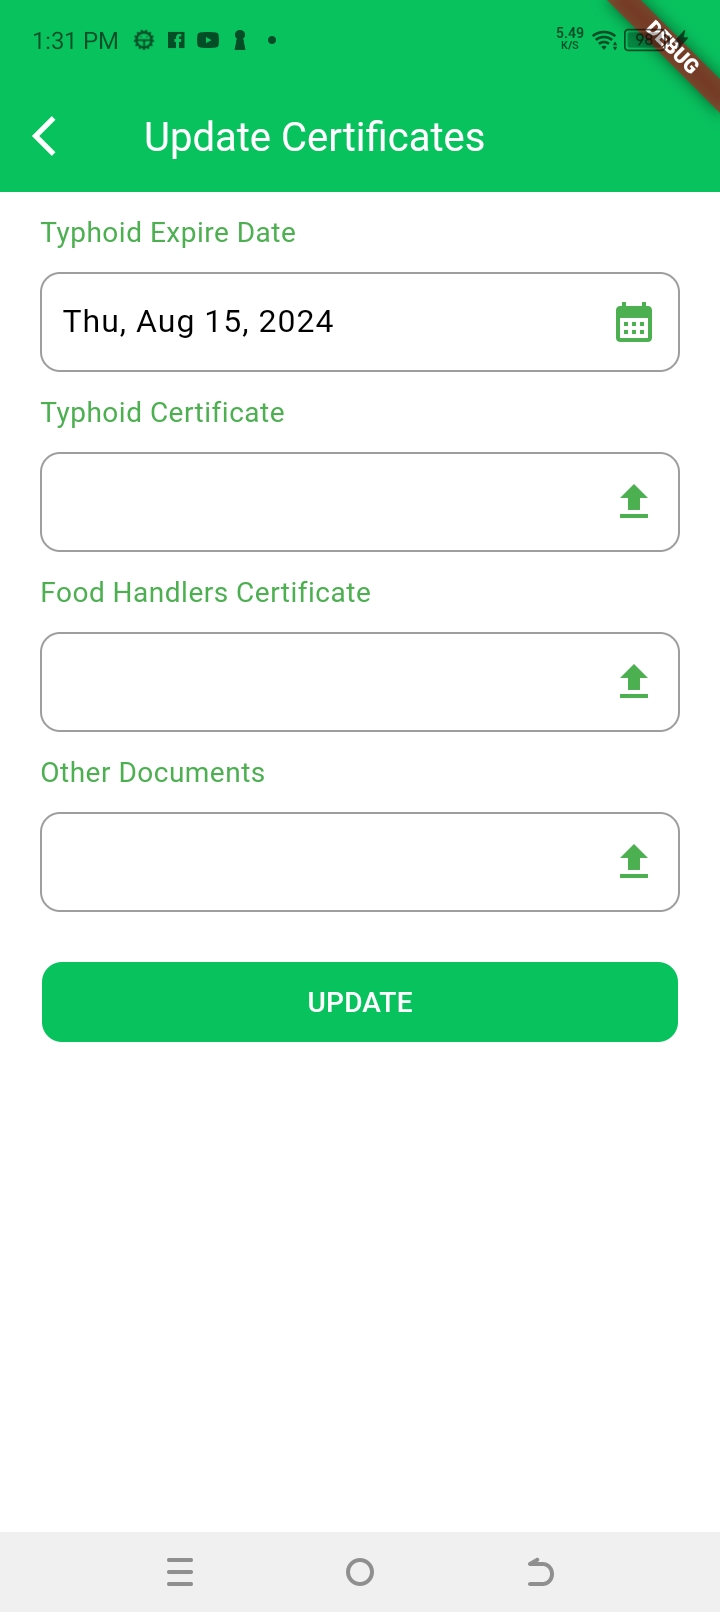 1:31 PM
5.49
K/S
98
DEBUG
Update Certificates
Typhoid Expire Date
Thu, Aug 15, 2024
Typhoid Certificate
Food Handlers Certificate
Other Documents
UPDATE